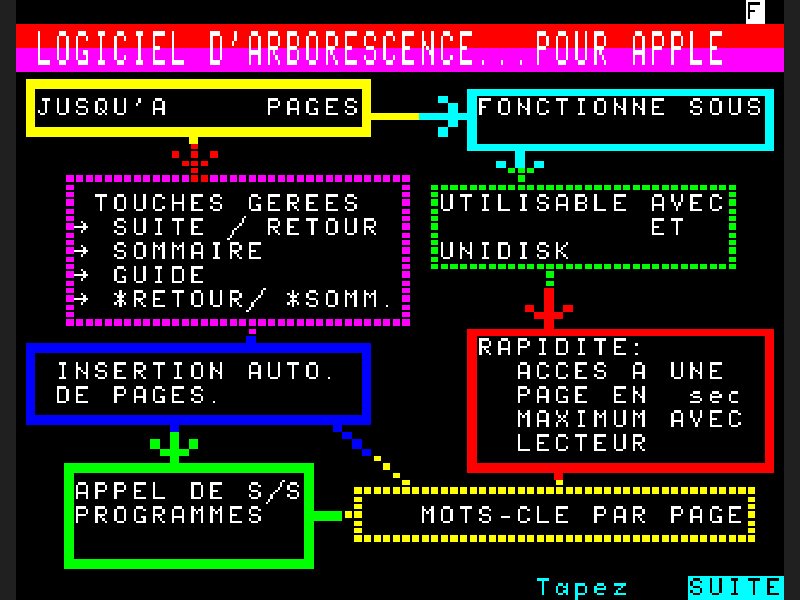 F
LOGICIEL D'ARBORESCENCE...POUR APPLE
JUSQU'A PAGES
FONCTIONNE SOUS
TOUCHES GEREES
→ SUITE / RETOUR
→ SOMMAIRE
→ GUIDE
→ *RETOUR/ *SOMM.
UTILISABLE AVEC
ET
UNIDISK
INSERTION AUTO.
DE PAGES.
RAPIDITE:
ACCES A UNE
PAGE EN sec
MAXIMUM AVEC
LECTEUR
APPEL DE S/S
PROGRAMMES
MOTS-CLE PAR PAGE
Tapez SUITE